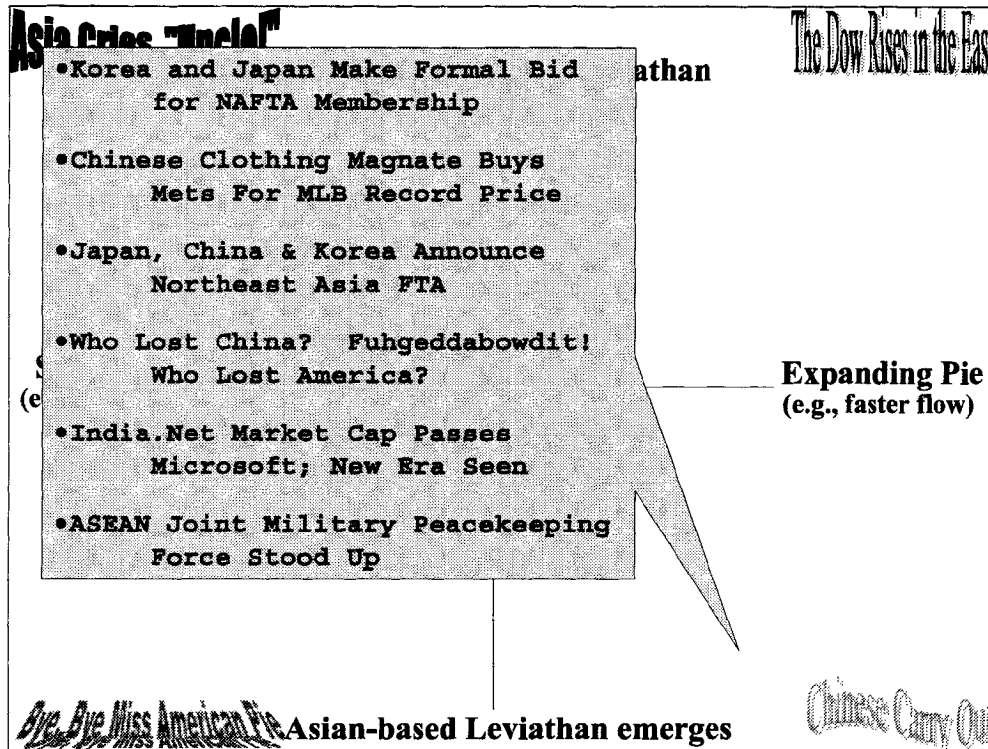 Asia Cries "Uncle!"
athan
The Dow Rises in the Eas
•Korea and Japan Make Formal Bid
for NAFTA Membership
•Chinese Clothing Magnate Buys
Mets For MLB Record Price
•Japan, China & Korea Announce
Northeast Asia FTA
•Who Lost China? Fuhgeddabowdit!
Who Lost America?
S
(e
Expanding Pie
(e.g., faster flow)
•India.Net Market Cap Passes
Microsoft; New Era Seen
•ASEAN Joint Military Peacekeeping
Force Stood Up
Bye, Bye Miss American Pie
Asian-based Leviathan emerges
Chinese Carry Ou